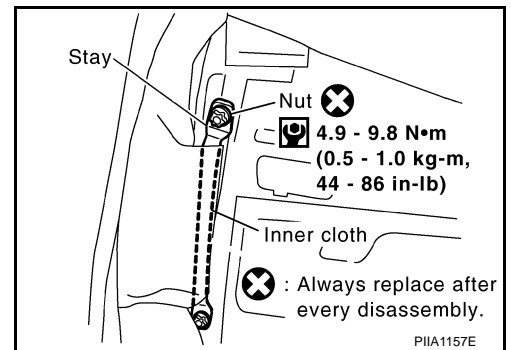 Stay
Nut
4.9 - 9.8 N•m
(0.5 - 1.0 kg-m,
44 - 86 in-lb)
Inner cloth
: Always replace after
every disassembly.
PIIA1157E